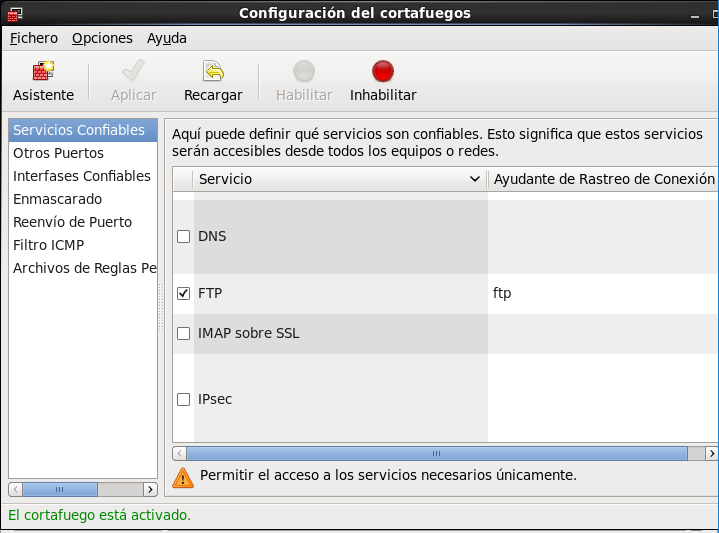 Configuración del cortafuegos
Fichero Opciones Ayuda
Asistente Aplicar Recargar Habilitar Inhabilitar
Servicios Confiables
Otros Puertos
Interfases Confiables
Enmascarado
Reenvío de Puerto
Filtro ICMP
Archivos de Reglas Pe
Aquí puede definir qué servicios son confiables. Esto significa que estos servicios
serán accesibles desde todos los equipos o redes.
Servicio Ayudante de Rastreo de Conexión
DNS
FTP ftp
IMAP sobre SSL
IPsec
Permitir el acceso a los servicios necesarios únicamente.
El cortafuego está activado.